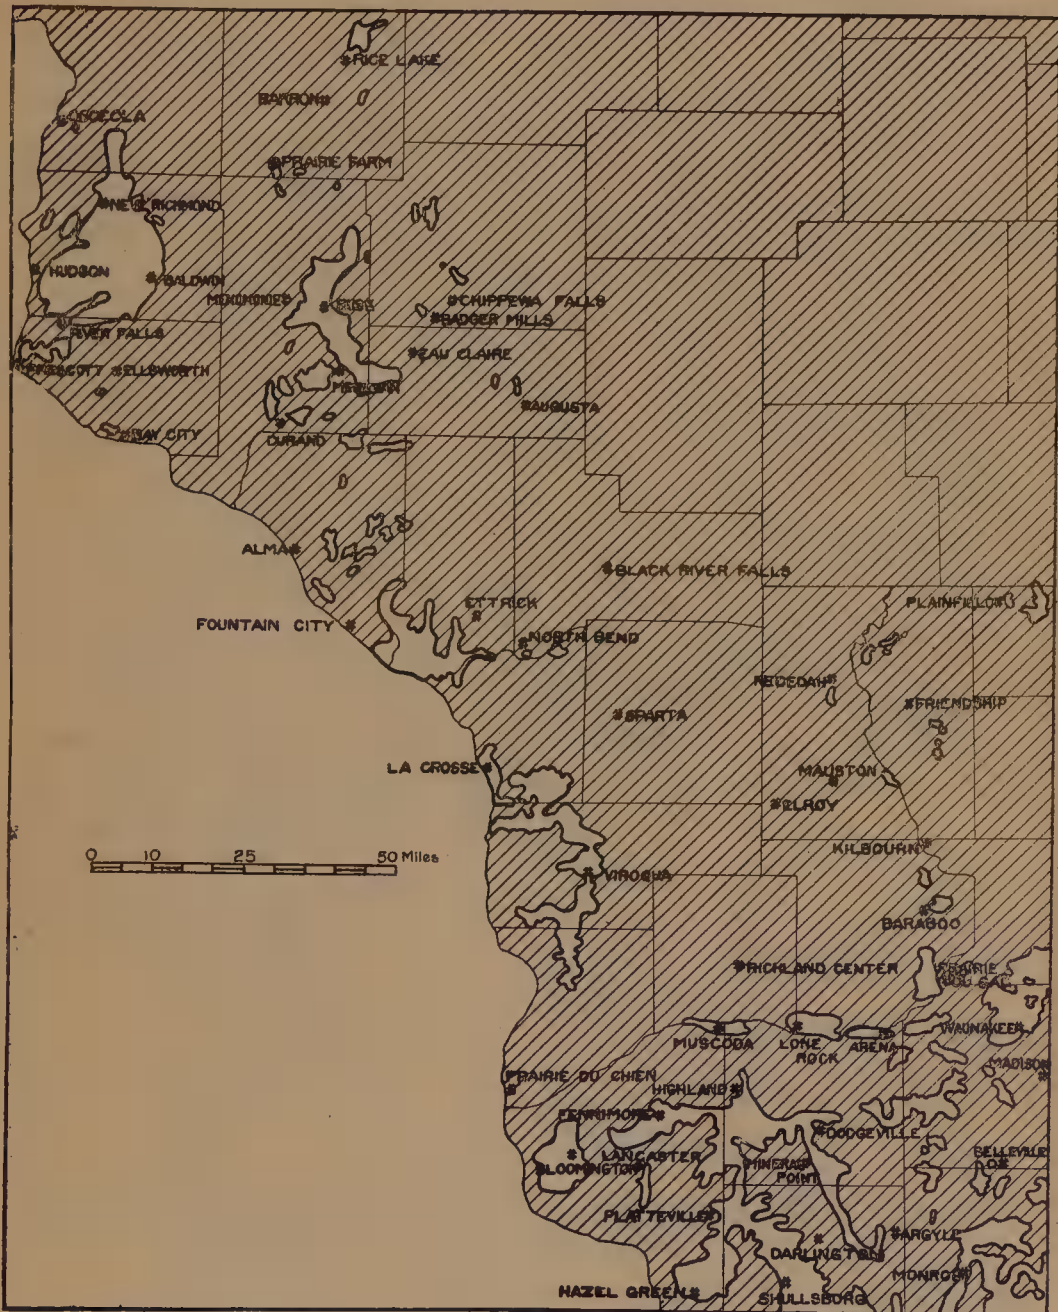 RICE LAKE
BARRON
OSCEOLA
PRAIRIE FARM
NEW RICHMOND
HUDSON
BALDWIN
MENOMONIE
RUSK
CHIPPEWA FALLS
BADGER MILLS
RIVER FALLS
EAU CLAIRE
PRESCOTT
ELLSWORTH
MERIDEAN
AUGUSTA
BAY CITY
DURAND
ALMA
BLACK RIVER FALLS
ETTRICK
PLAINFIELD
FOUNTAIN CITY
NORTH BEND
NECEDAH
SPARTA
FRIENDSHIP
LA CROSSE
MAUSTON
ELROY
KILBOURN
0 10 25 50 Miles
VIROQUA
BARABOO
RICHLAND CENTER
PRAIRIE
DU SAC
MUSCODA
LONE
ROCK
ARENA
WAUNAKEE
MADISON
PRAIRIE DU CHIEN
HIGHLAND
FENNIMORE
DODGEVILLE
LANCASTER
BLOOMINGTON
MINERAL
POINT
BELLEVILLE
PLATTEVILLE
ARGYLE
DARLINGTON
MONROE
HAZEL GREEN
SHULLSBURG